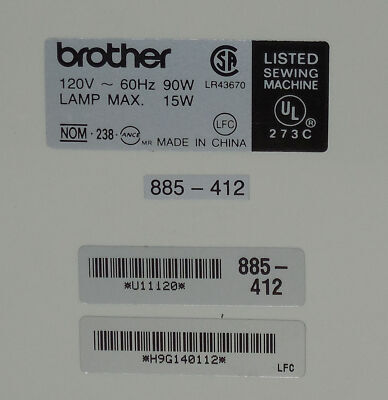 brother
120V ~ 60Hz 90W
LAMP MAX. 15W
NOM·238·ANCE MR MADE IN CHINA
SA
LR43670
LFC
LISTED
SEWING
MACHINE
UL ®
273C
885-412
*U11120*
885-
412
*H9G140112*
LFC